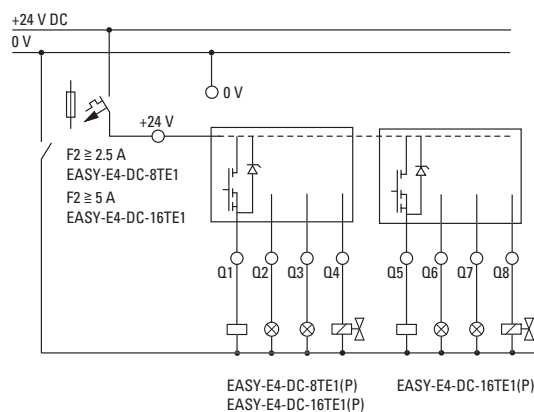 +24 V DC
0 V
0 V
+24 V
F2 ≧ 2.5 A
EASY-E4-DC-8TE1
F2 ≧ 5 A
EASY-E4-DC-16TE1
Q1 Q2 Q3 Q4 Q5 Q6 Q7 Q8
EASY-E4-DC-8TE1(P) EASY-E4-DC-16TE1(P)
EASY-E4-DC-16TE1(P)